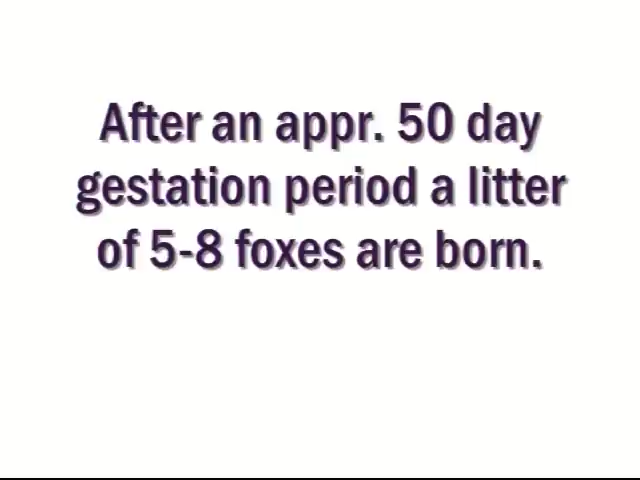 After an appr. 50 day
gestation period a litter
of 5-8 foxes are born.